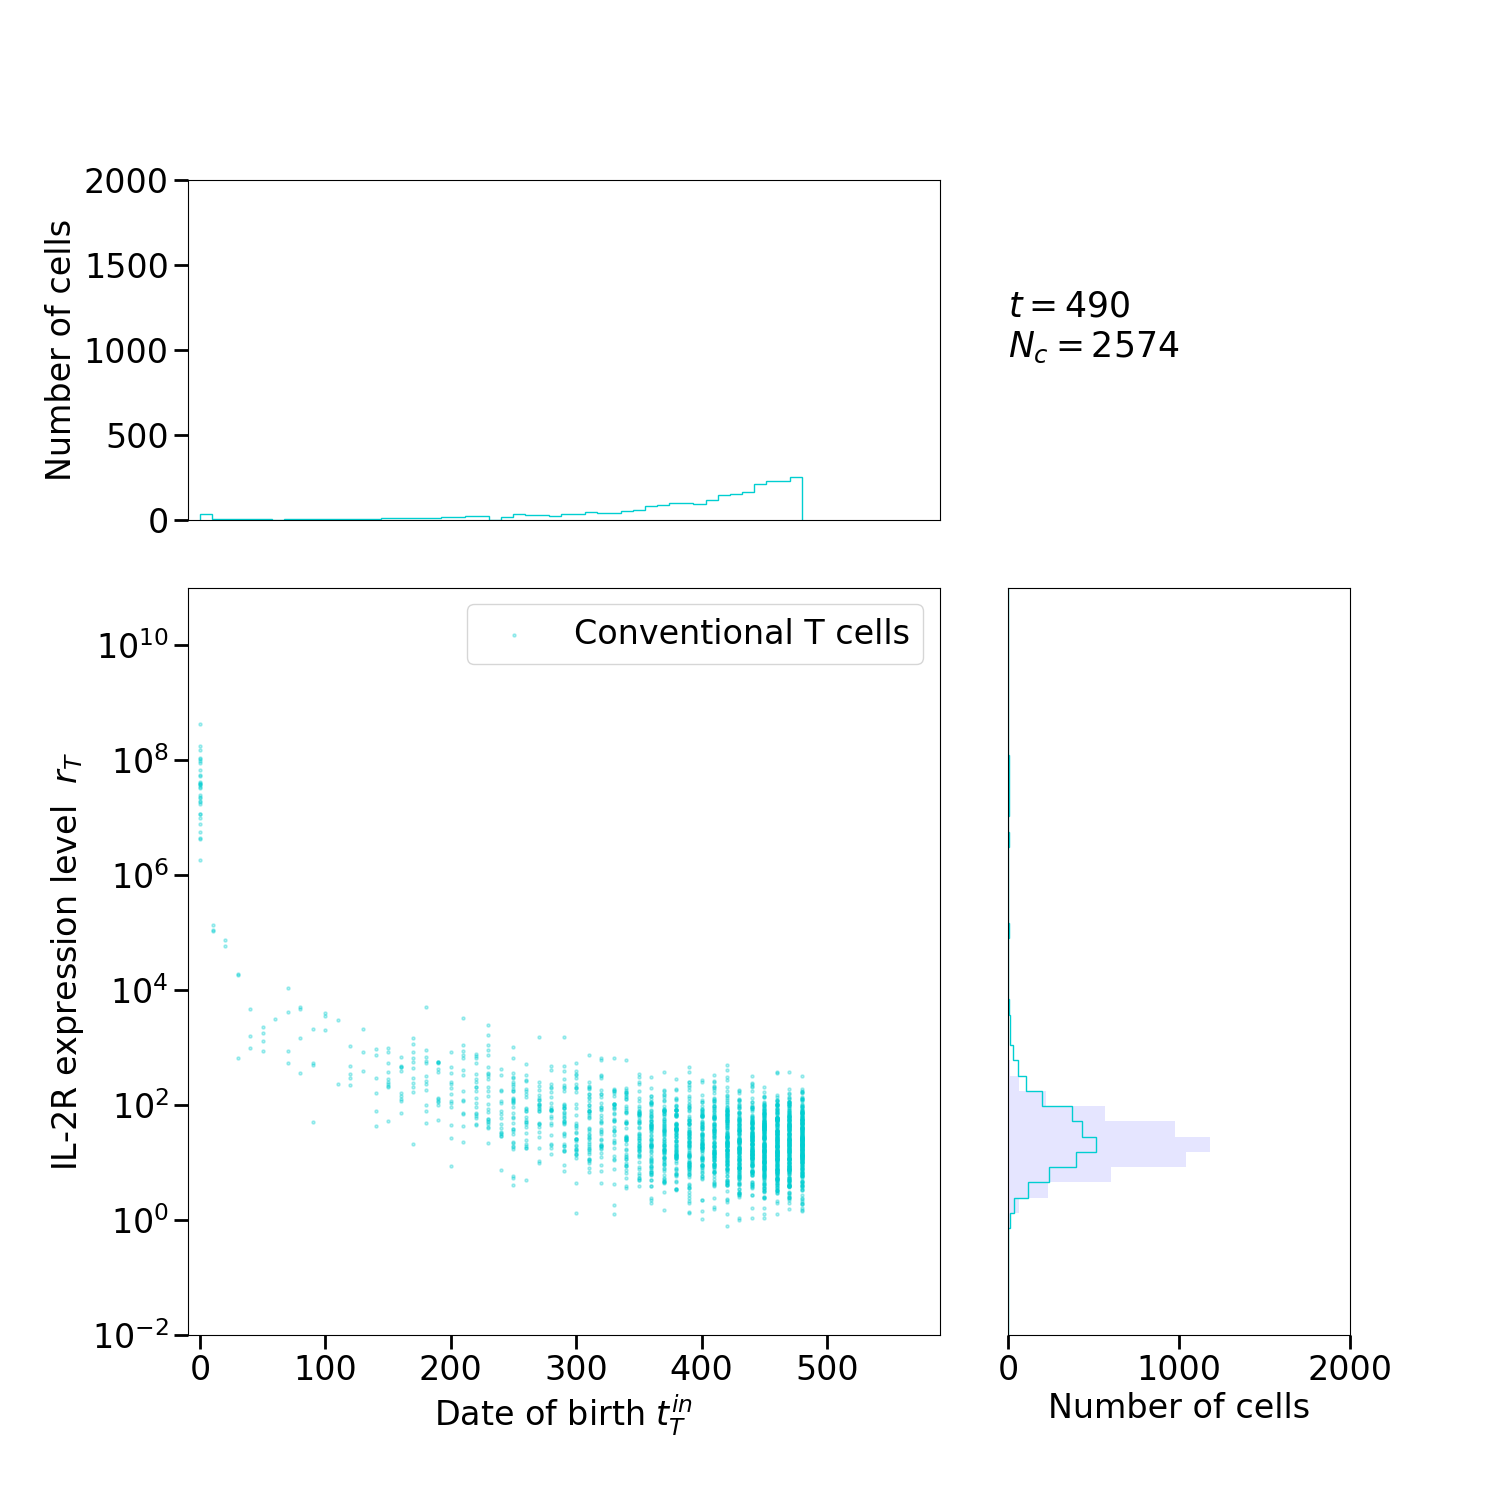 2000
1500
1000
500
0
Number of cells
t = 490
N_c = 2574
Conventional T cells
10^10
10^8
10^6
10^4
10^2
10^0
10^−2
IL-2R expression level r_T
0 100 200 300 400 500
Date of birth t_T^in
0 1000 2000
Number of cells